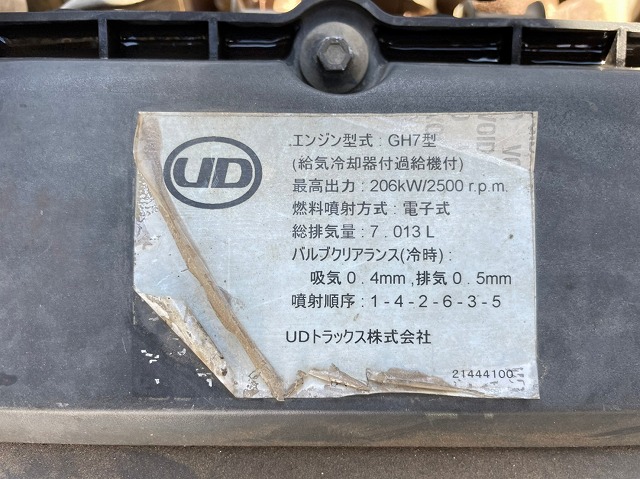 UD
エンジン型式 : GH7型
(給気冷却器付過給機付)
最高出力 : 206kW/2500 r.p.m.
燃料噴射方式 : 電子式
総排気量 : 7 . 013 L
バルブクリアランス(冷時) :
吸気 0 . 4mm ,排気 0 . 5mm
噴射順序 : 1 - 4 - 2 - 6 - 3 - 5
UDトラックス株式会社
21444100